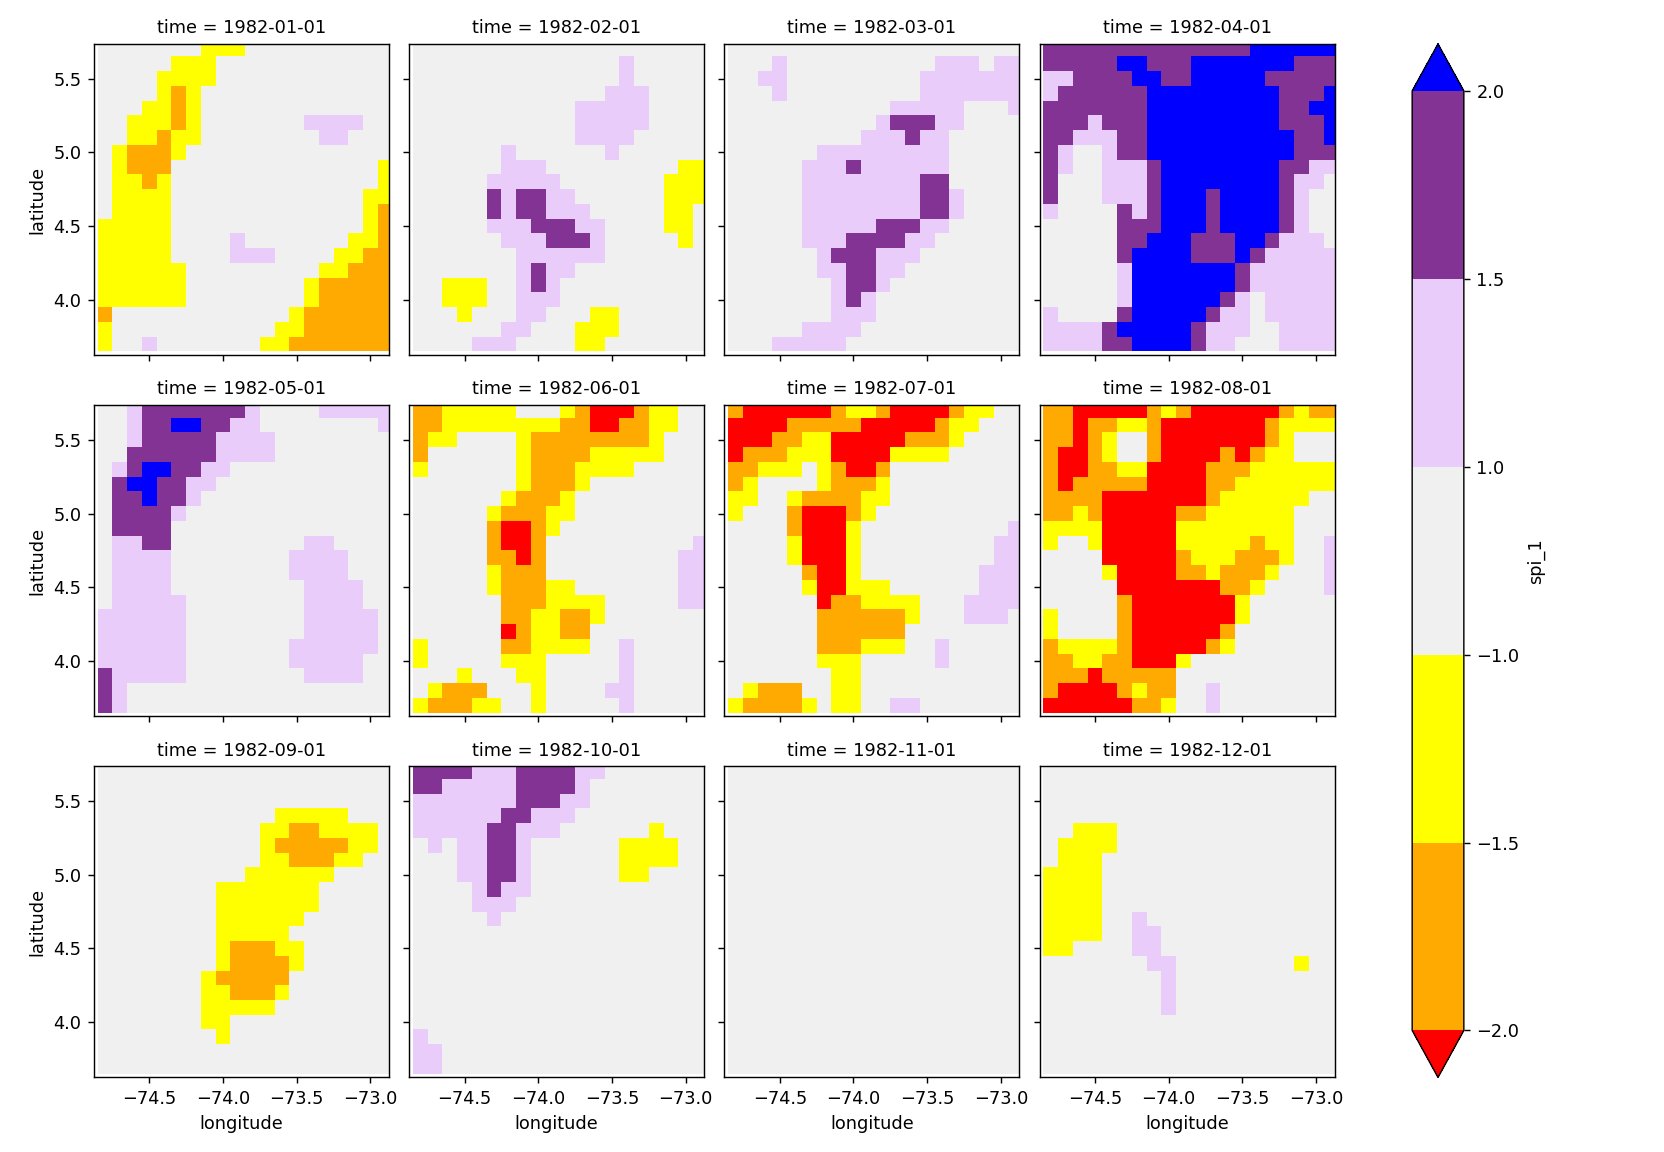 time = 1982-01-01
time = 1982-02-01
time = 1982-03-01
time = 1982-04-01
latitude
5.5
5.0
4.5
4.0
time = 1982-05-01
time = 1982-06-01
time = 1982-07-01
time = 1982-08-01
latitude
5.5
5.0
4.5
4.0
time = 1982-09-01
time = 1982-10-01
time = 1982-11-01
time = 1982-12-01
latitude
5.5
5.0
4.5
4.0
−74.5 −74.0 −73.5 −73.0
longitude
−74.5 −74.0 −73.5 −73.0
longitude
−74.5 −74.0 −73.5 −73.0
longitude
−74.5 −74.0 −73.5 −73.0
longitude
2.0
1.5
1.0
−1.0
−1.5
−2.0
spi_1